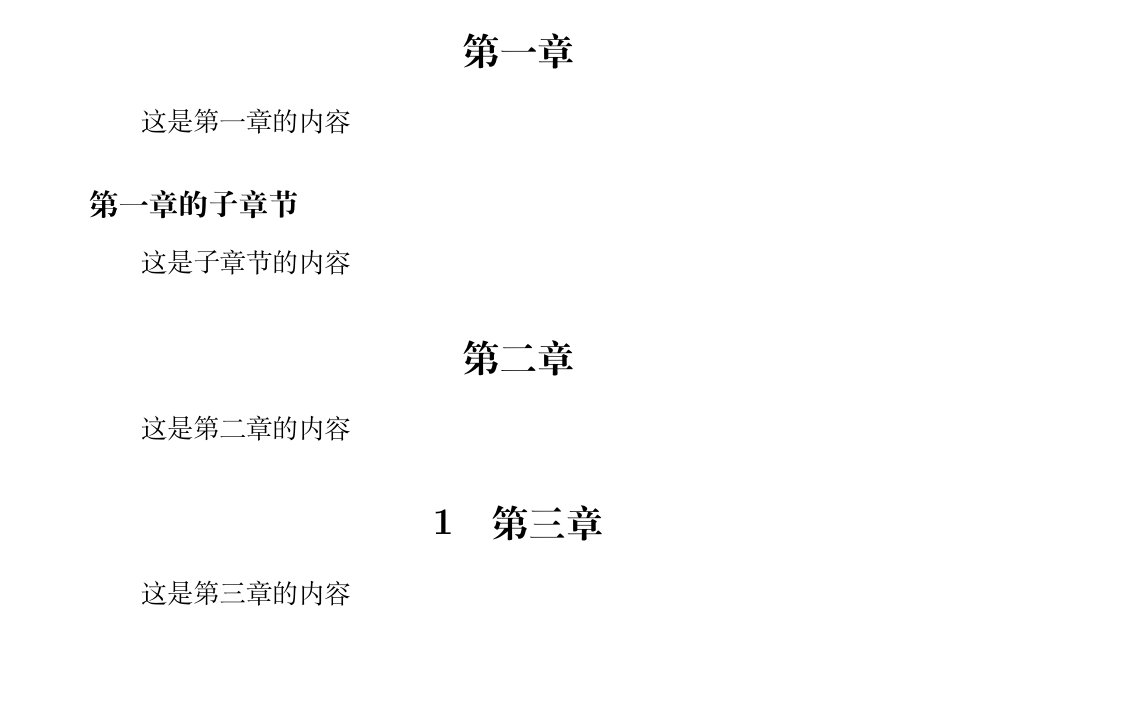 第一章
这是第一章的内容
第一章的子章节
这是子章节的内容
第二章
这是第二章的内容
1 第三章
这是第三章的内容